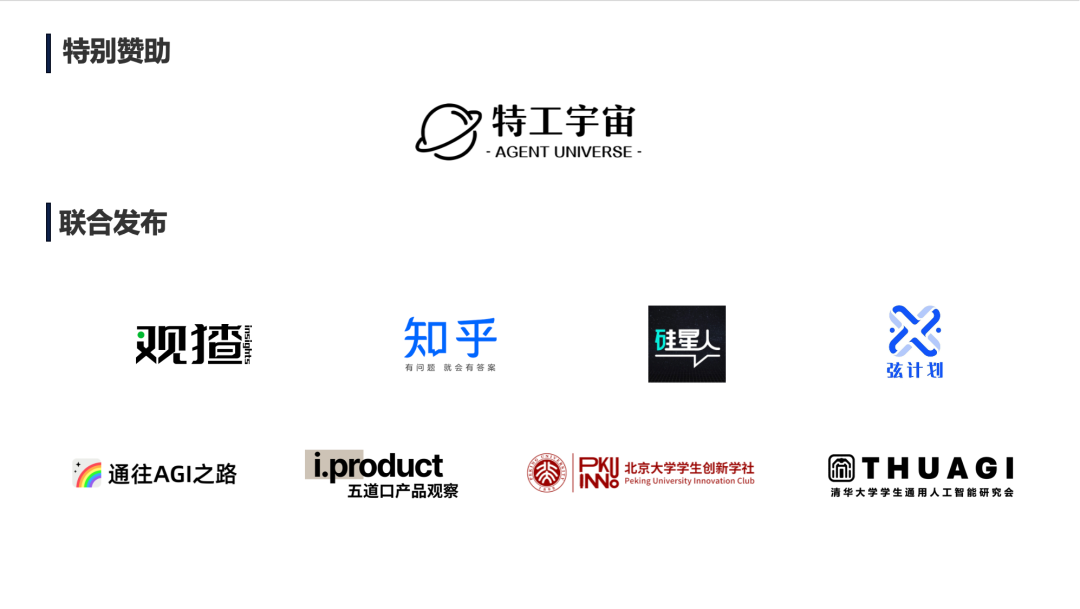 特别赞助
特工宇宙
- AGENT UNIVERSE -
联合发布
观猹
insights
知乎
有问题 就会有答案
硅星人
弦计划
通往AGI之路
i.product
五道口产品观察
PEKING UNIVERSITY
1898
PKU
INNO
北京大学学生创新学社
Peking University Innovation Club
THUAGI
清华大学学生通用人工智能研究会